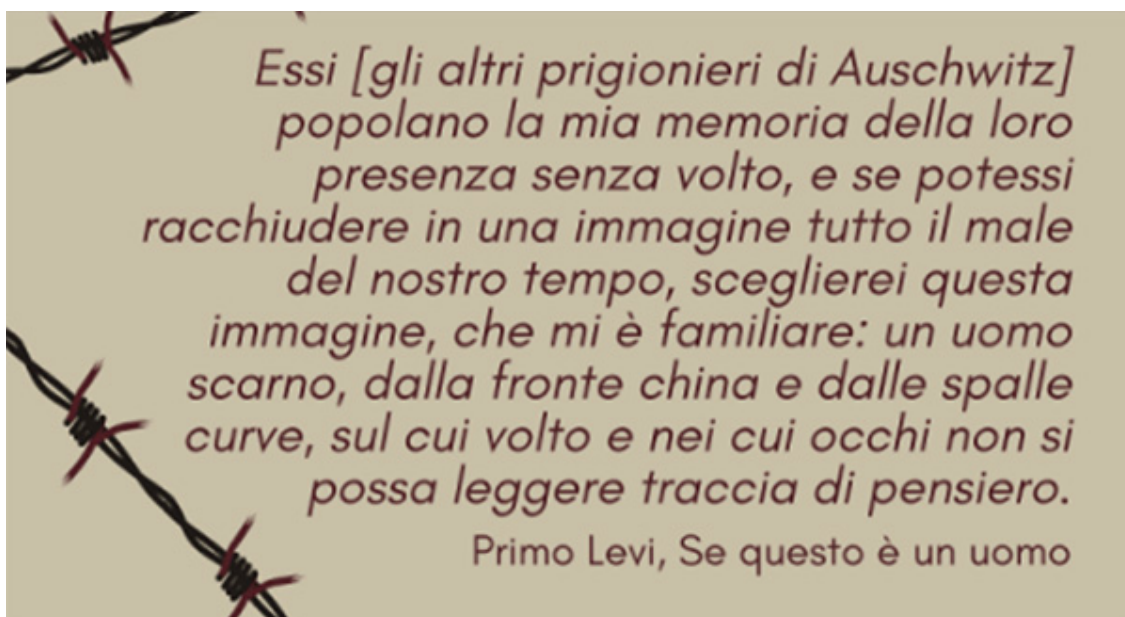 Essi [gli altri prigionieri di Auschwitz]
popolano la mia memoria della loro
presenza senza volto, e se potessi
racchiudere in una immagine tutto il male
del nostro tempo, sceglierei questa
immagine, che mi è familiare: un uomo
scarno, dalla fronte china e dalle spalle
curve, sul cui volto e nei cui occhi non si
possa leggere traccia di pensiero.
Primo Levi, Se questo è un uomo